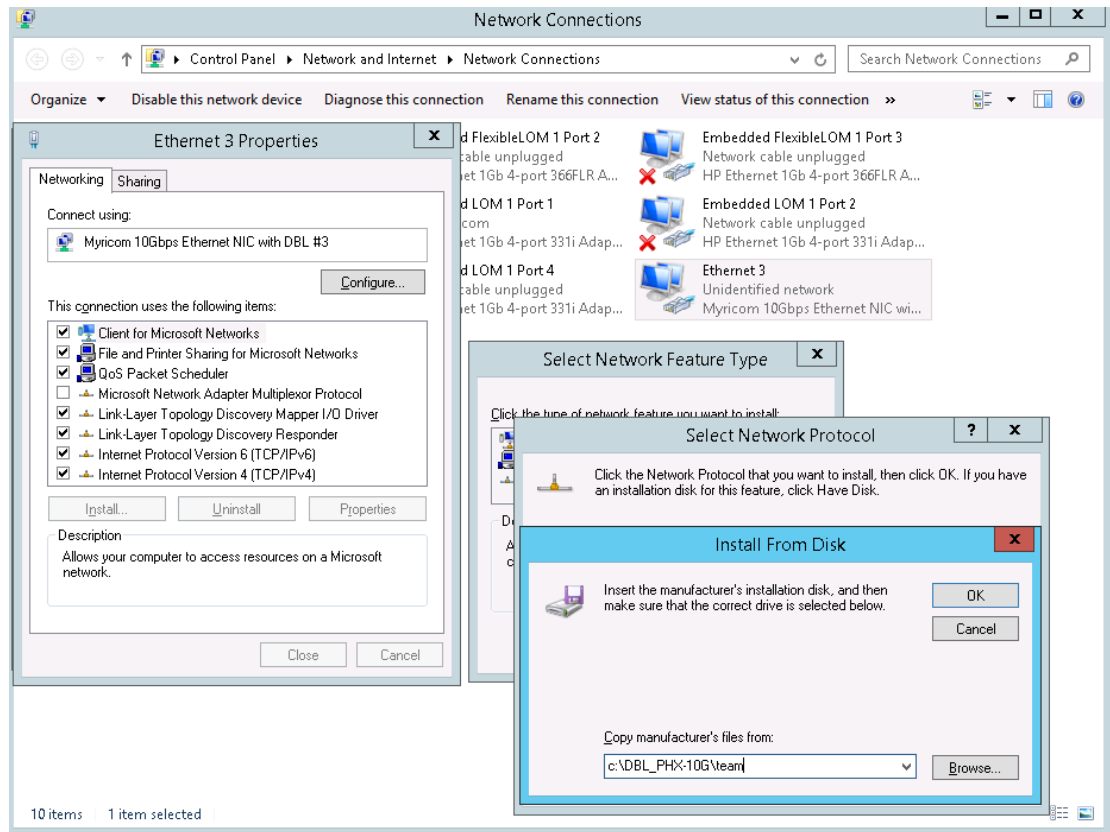 Network Connections
Control Panel Network and Internet Network Connections
Search Network Connections
Organize Disable this network device Diagnose this connection Rename this connection View status of this connection »
Ethernet 3 Properties
Networking
Sharing
Connect using:
Myricom 10Gbps Ethernet NIC with DBL #3
Configure...
This connection uses the following items:
Client for Microsoft Networks
File and Printer Sharing for Microsoft Networks
QoS Packet Scheduler
Microsoft Network Adapter Multiplexor Protocol
Link-Layer Topology Discovery Mapper I/O Driver
Link-Layer Topology Discovery Responder
Internet Protocol Version 6 (TCP/IPv6)
Internet Protocol Version 4 (TCP/IPv4)
Install... Uninstall Properties
Description
Allows your computer to access resources on a Microsoft
network.
Close Cancel
d FlexibleLOM 1 Port 2
cable unplugged
et 1Gb 4-port 366FLR A...
Embedded FlexibleLOM 1 Port 3
Network cable unplugged
HP Ethernet 1Gb 4-port 366FLR A...
d LOM 1 Port 1
com
et 1Gb 4-port 331i Adap...
Embedded LOM 1 Port 2
Network cable unplugged
HP Ethernet 1Gb 4-port 331i Adap...
d LOM 1 Port 4
cable unplugged
et 1Gb 4-port 331i Adap...
Ethernet 3
Unidentified network
Myricom 10Gbps Ethernet NIC wi...
Select Network Feature Type
Click the type of network feature you want to install:
Select Network Protocol
Click the Network Protocol that you want to install, then click OK. If you have
an installation disk for this feature, click Have Disk.
Install From Disk
Insert the manufacturer's installation disk, and then
make sure that the correct drive is selected below.
OK
Cancel
Copy manufacturer's files from:
c:\DBL_PHX-10G\team
Browse...
10 items 1 item selected